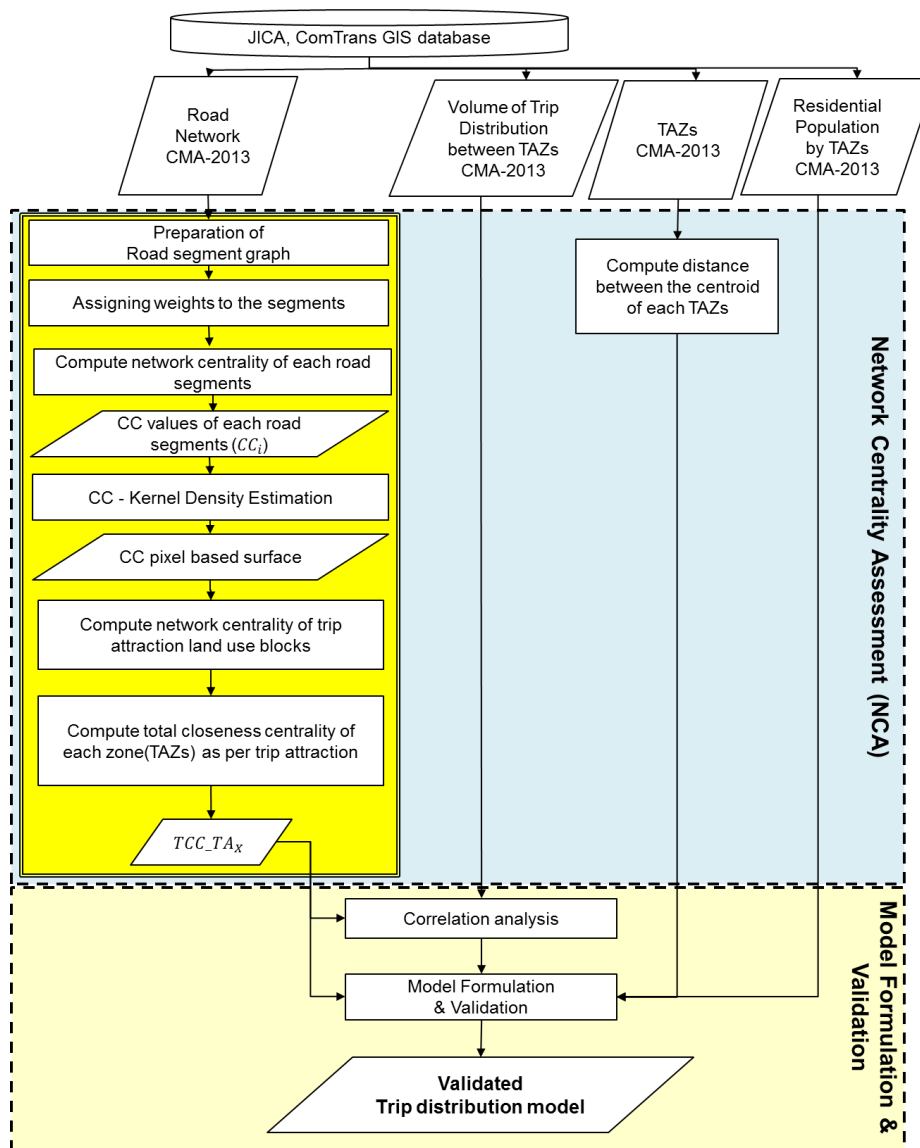 JICA, ComTrans GIS database
Road
Network
CMA-2013
Volume of Trip
Distribution
between TAZs
CMA-2013
TAZs
CMA-2013
Residential
Population
by TAZs
CMA-2013
Preparation of
Road segment graph
Assigning weights to the segments
Compute network centrality of each road
segments
CC values of each road
segments (CCᵢ)
CC - Kernel Density Estimation
CC pixel based surface
Compute network centrality of trip
attraction land use blocks
Compute total closeness centrality of
each zone(TAZs) as per trip attraction
TCC_TAₓ
Compute distance
between the centroid
of each TAZs
Network Centrality Assessment (NCA)
Correlation analysis
Model Formulation
& Validation
Validated
Trip distribution model
Model Formulation &
Validation